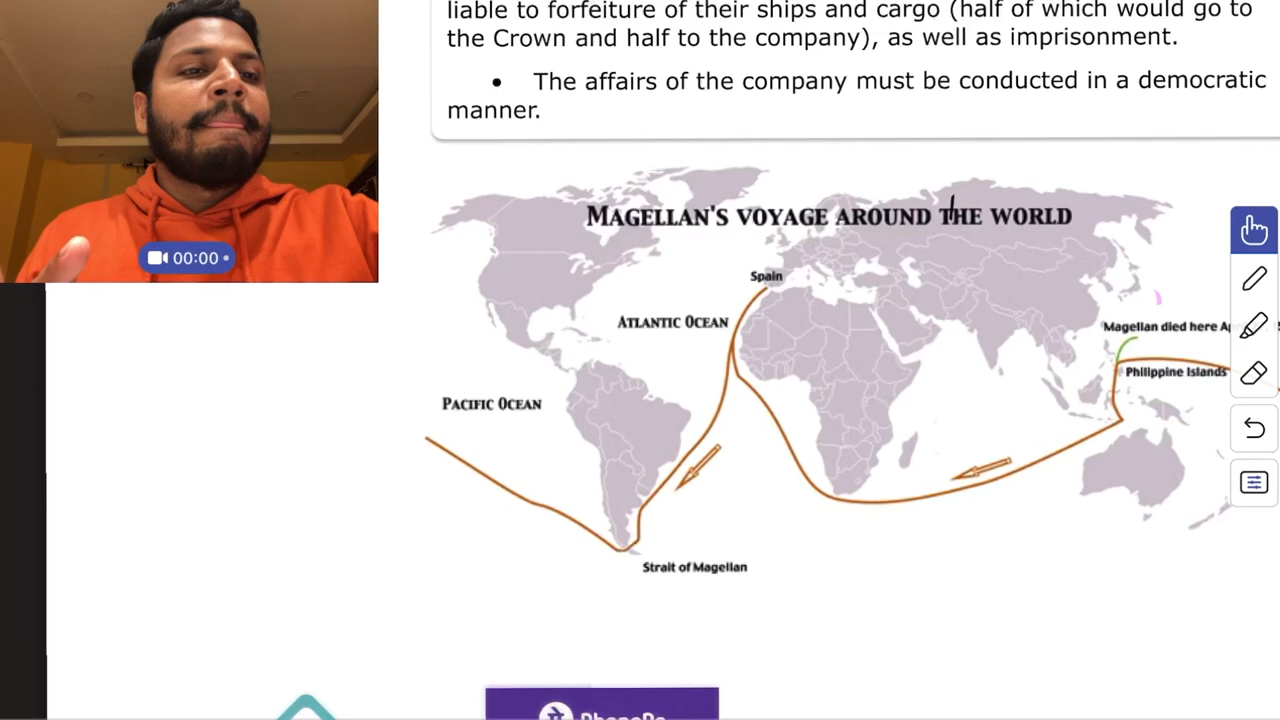 liable to forfeiture of their ships and cargo (half of which would go to
the Crown and half to the company), as well as imprisonment.
• The affairs of the company must be conducted in a democratic
manner.
00:00
MAGELLAN'S VOYAGE AROUND THE WORLD
Spain
ATLANTIC OCEAN
Magellan died here
Philippine Islands
PACIFIC OCEAN
Strait of Magellan
पे PhonePe